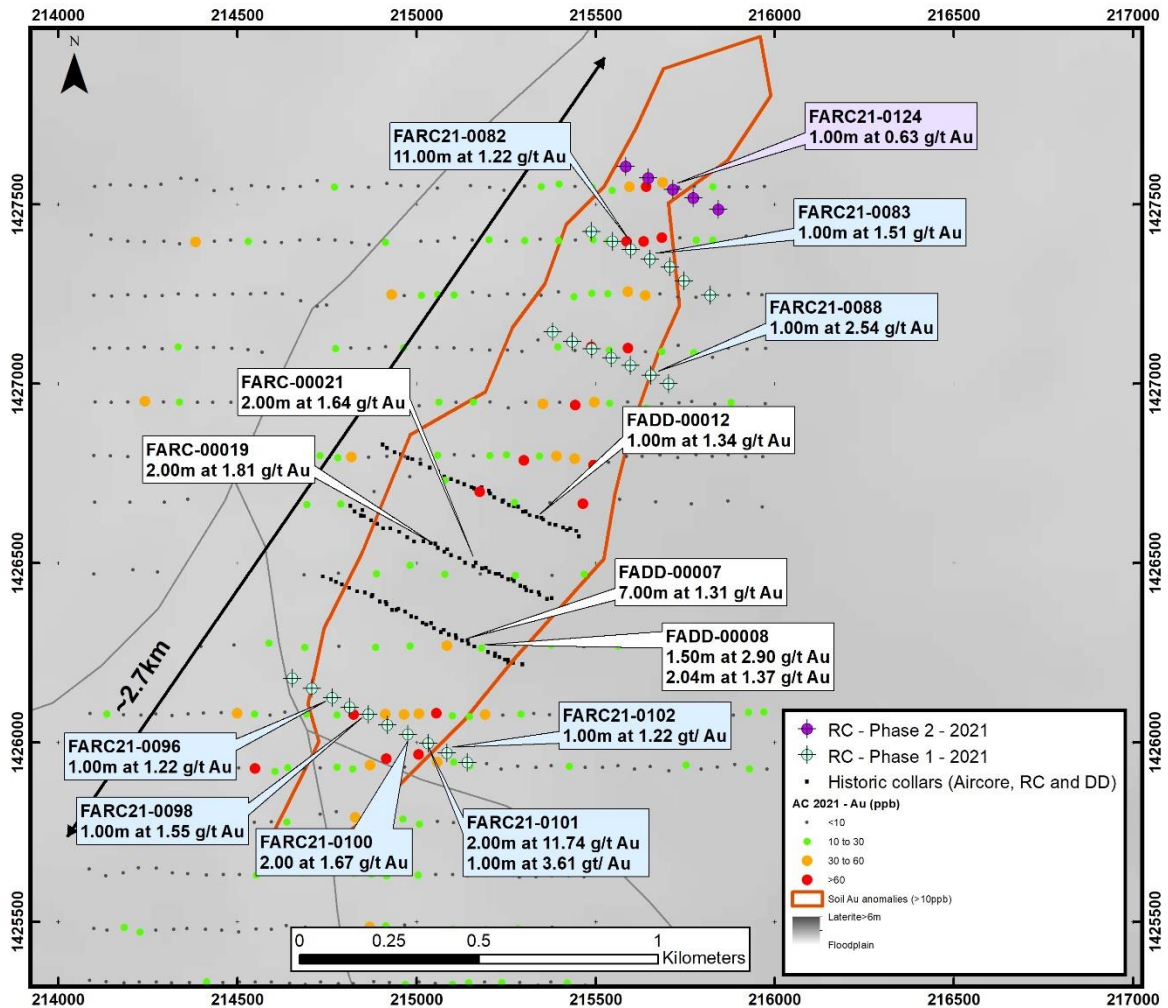 214000 214500 215000 215500 216000 216500 217000
N
FARC21-0082
11.00m at 1.22 g/t Au
FARC21-0124
1.00m at 0.63 g/t Au
1427500
1427500
FARC21-0083
1.00m at 1.51 g/t Au
FARC21-0088
1.00m at 2.54 g/t Au
1427000
1427000
FARC-00021
2.00m at 1.64 g/t Au
FADD-00012
1.00m at 1.34 g/t Au
FARC-00019
2.00m at 1.81 g/t Au
1426500
1426500
FADD-00007
7.00m at 1.31 g/t Au
FADD-00008
1.50m at 2.90 g/t Au
2.04m at 1.37 g/t Au
~2.7km
1426000
1426000
FARC21-0096
1.00m at 1.22 g/t Au
FARC21-0102
1.00m at 1.22 gt/ Au
FARC21-0098
1.00m at 1.55 g/t Au
FARC21-0100
2.00 at 1.67 g/t Au
FARC21-0101
2.00m at 11.74 g/t Au
1.00m at 3.61 gt/ Au
1425500
1425500
RC - Phase 2 - 2021
RC - Phase 1 - 2021
Historic collars (Aircore, RC and DD)
AC 2021 - Au (ppb)
<10
10 to 30
30 to 60
>60
Soil Au anomalies (>10ppb)
Laterite>6m
Floodplain
0 0.25 0.5 1
Kilometers
214000 214500 215000 215500 216000 216500 217000